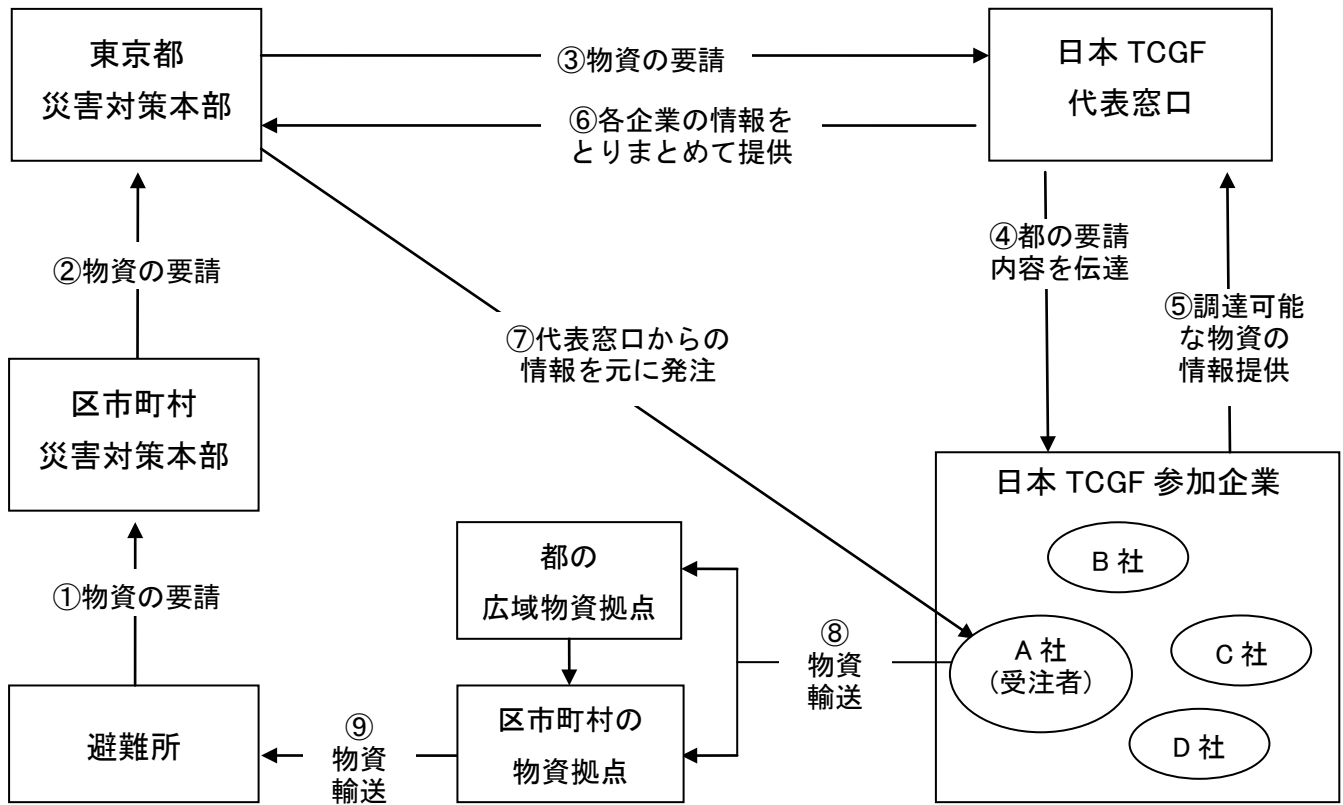 東京都
災害対策本部
③物資の要請
日本 TCGF
代表窓口
⑥各企業の情報を
とりまとめて提供
②物資の要請
④都の要請
内容を伝達
⑤調達可能
な物資の
情報提供
⑦代表窓口からの
情報を元に発注
区市町村
災害対策本部
日本 TCGF 参加企業
B 社
①物資の要請
都の
広域物資拠点
⑧
物資
輸送
A 社
(受注者)
C 社
避難所
⑨
物資
輸送
区市町村の
物資拠点
D 社